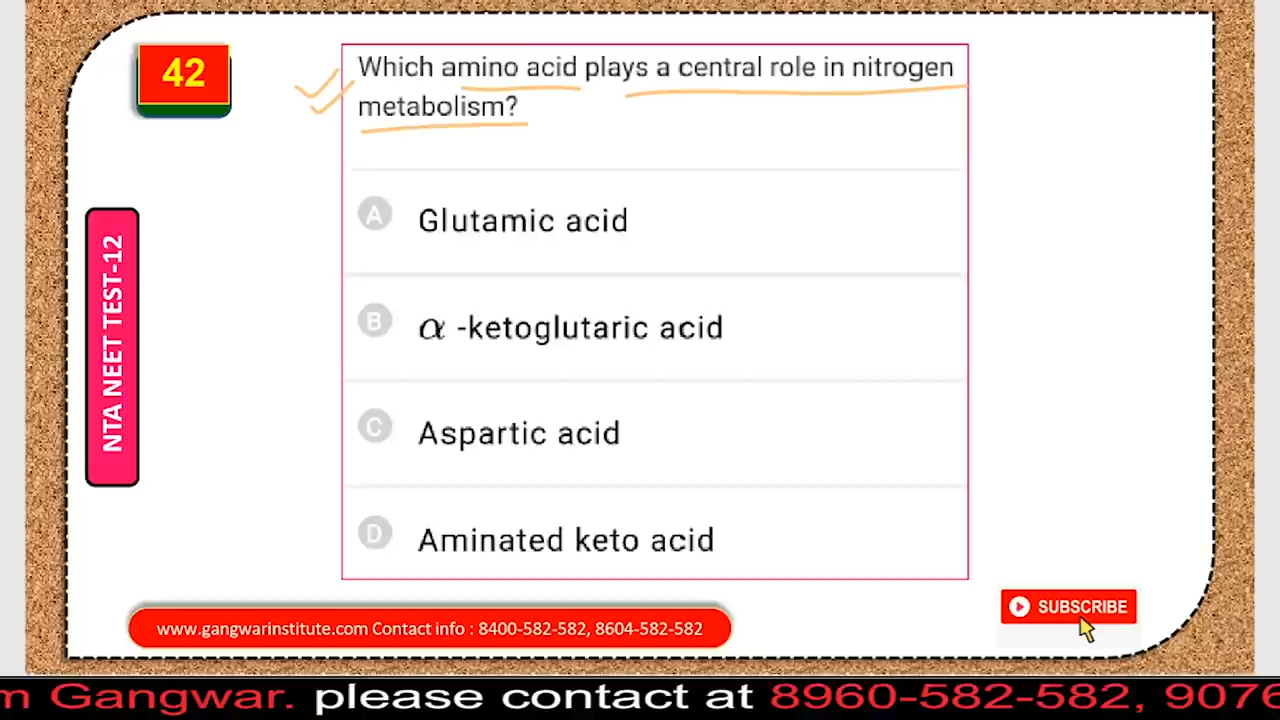 42
Which amino acid plays a central role in nitrogen
metabolism?
NTA NEET TEST-12
A Glutamic acid
B α -ketoglutaric acid
C Aspartic acid
D Aminated keto acid
SUBSCRIBE
www.gangwarinstitute.com Contact info : 8400-582-582, 8604-582-582
m Gangwar. please contact at 8960-582-582, 9076